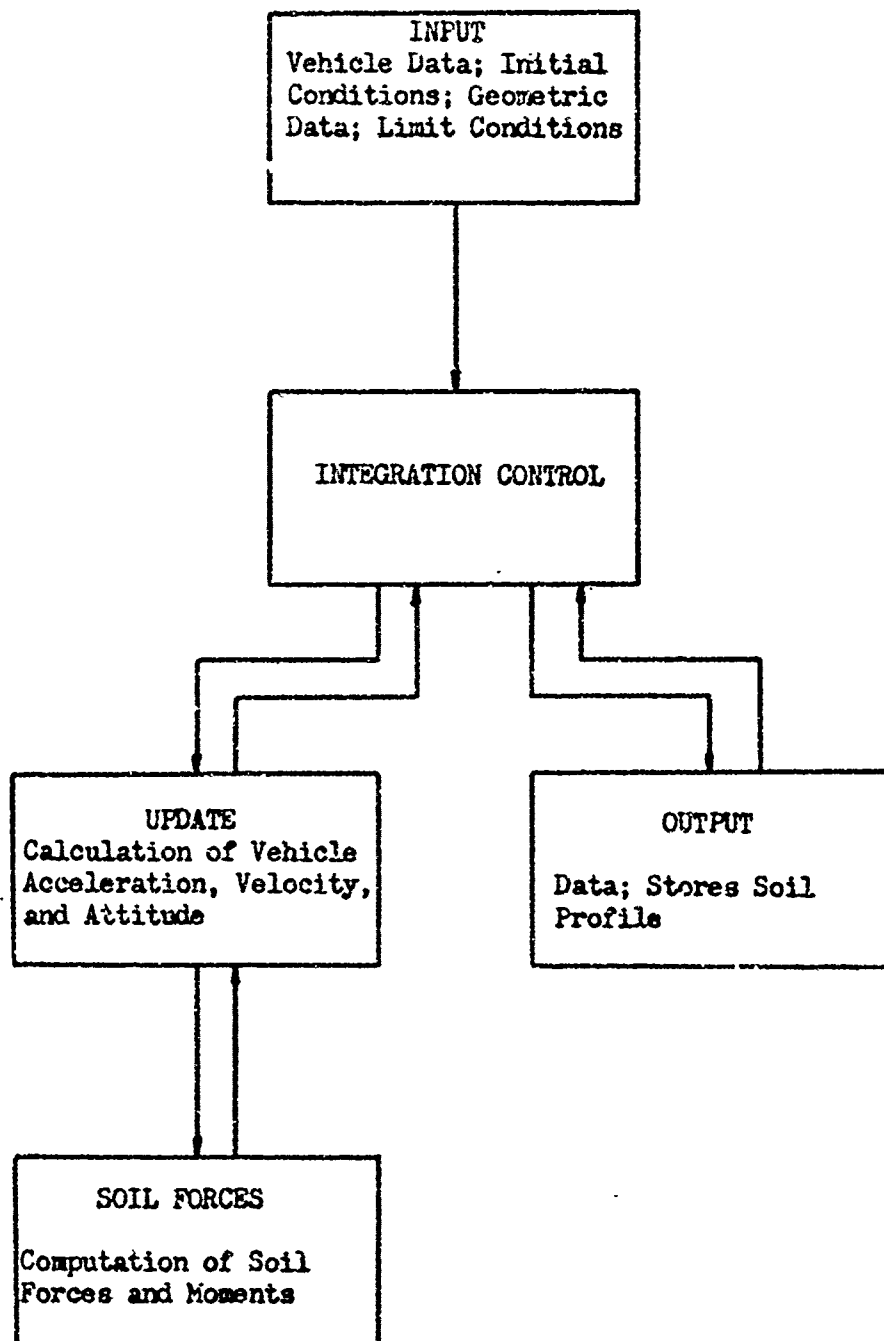 INPUT
Vehicle Data; Initial
Conditions; Geometric
Data; Limit Conditions
INTEGRATION CONTROL
UPDATE
Calculation of Vehicle
Acceleration, Velocity,
and Attitude
OUTPUT
Data; Stores Soil
Profile
SOIL FORCES
Computation of Soil
Forces and Moments